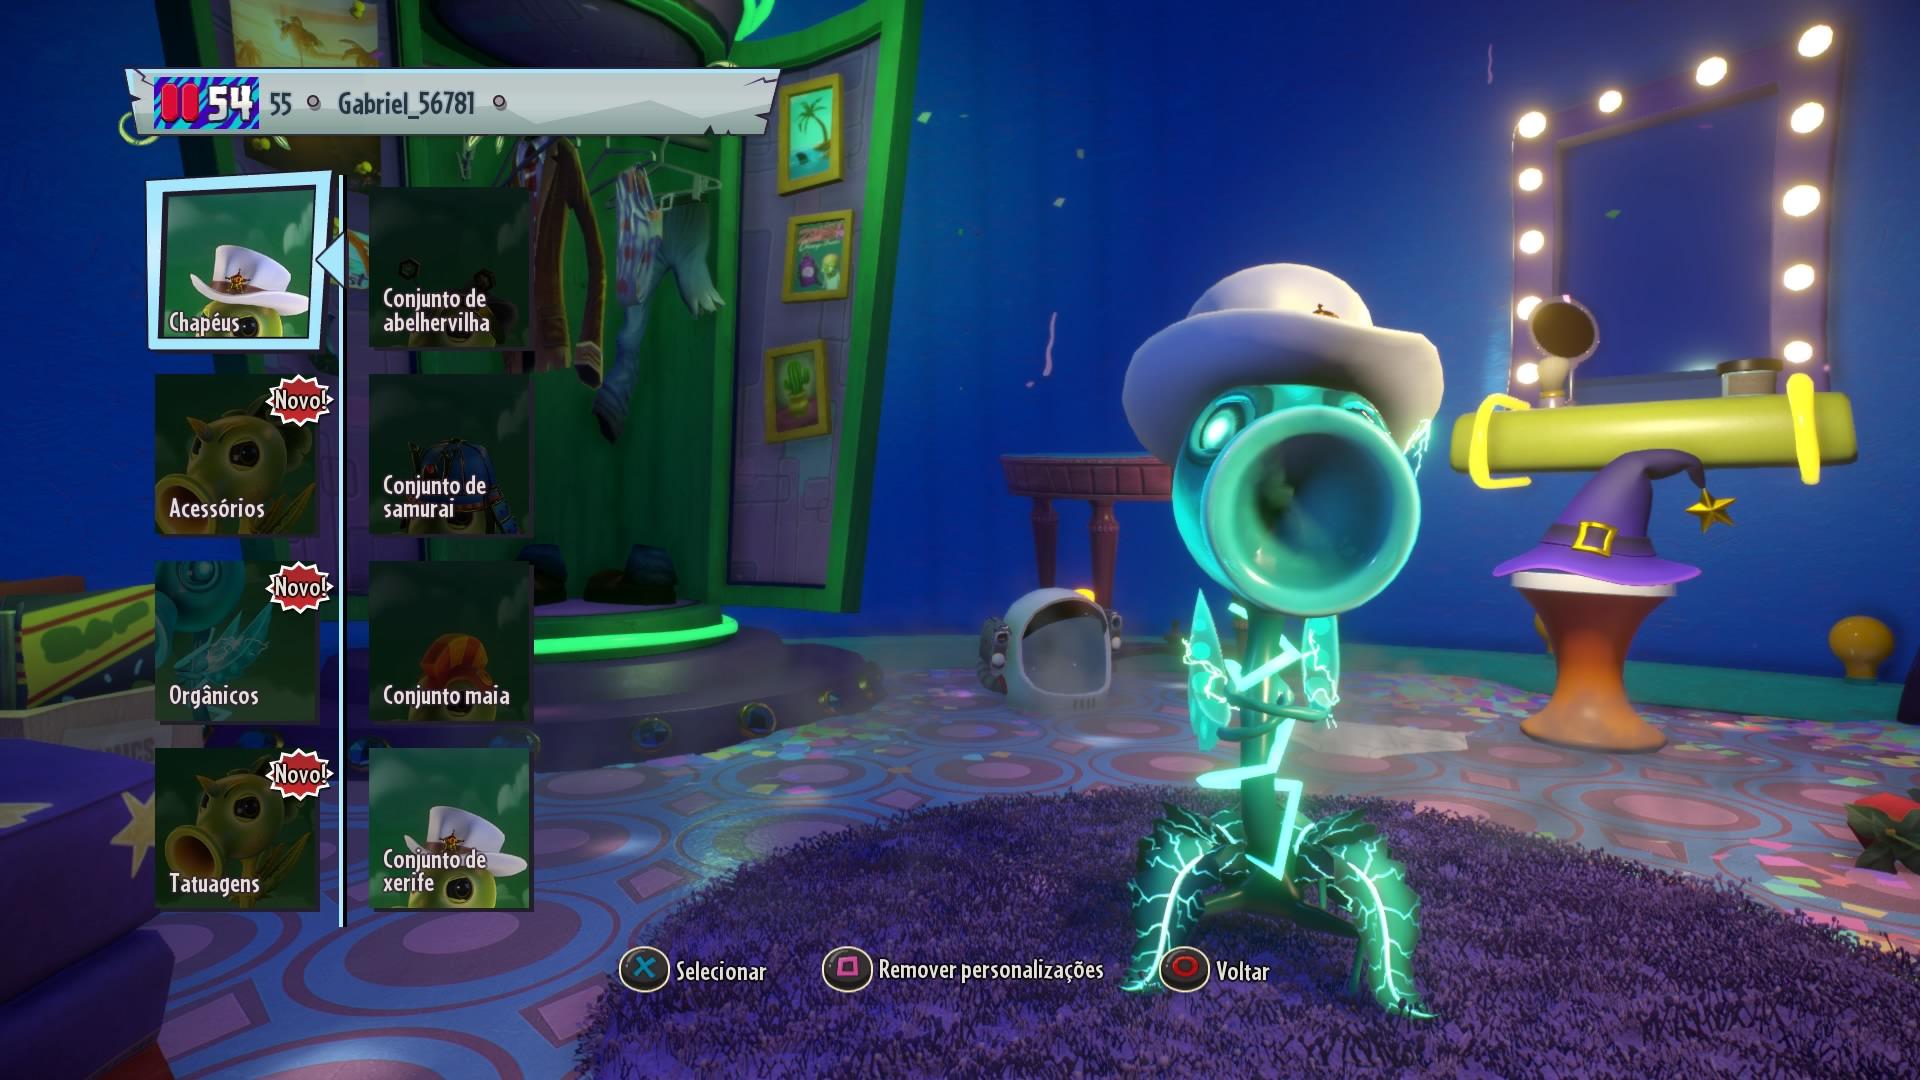 54 55 Gabriel_56781
Chapéus
Conjunto de
abelhervilha
Novo!
Acessórios
Conjunto de
samurai
Novo!
Orgânicos
Conjunto maia
Novo!
Tatuagens
Conjunto de
xerife
Selecionar
Remover personalizações
Voltar